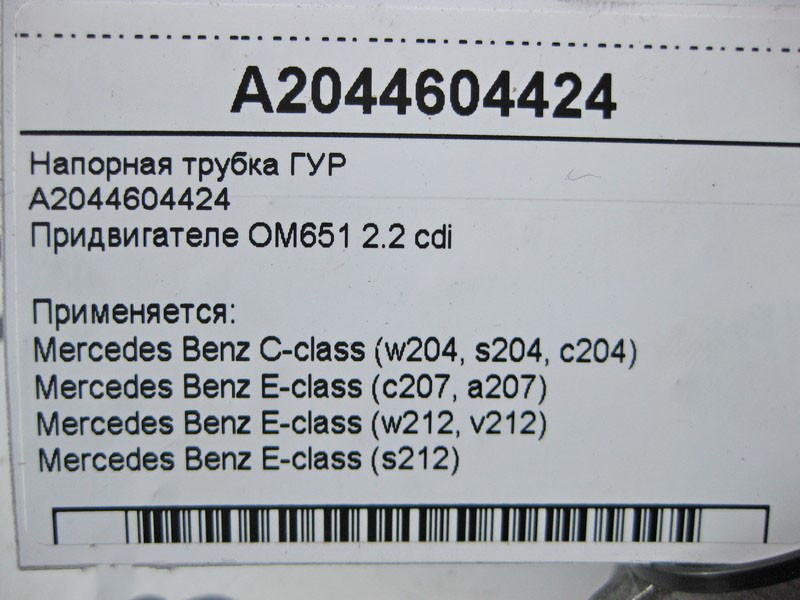 A2044604424
Напорная трубка ГУР
A2044604424
Придвигателе OM651 2.2 cdi
Применяется:
Mercedes Benz C-class (w204, s204, c204)
Mercedes Benz E-class (c207, a207)
Mercedes Benz E-class (w212, v212)
Mercedes Benz E-class (s212)